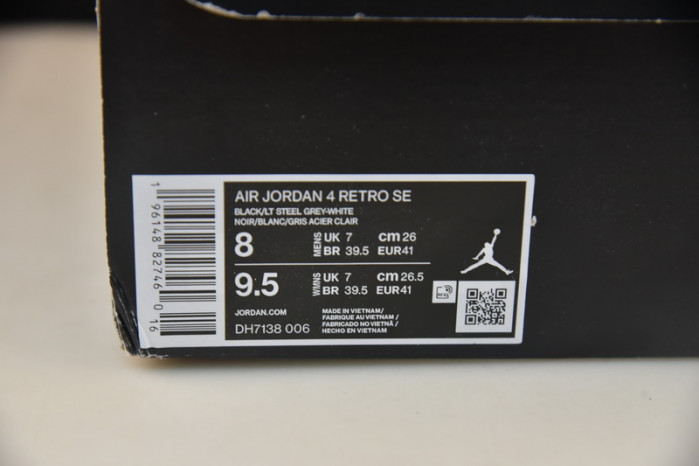 AIR JORDAN 4 RETRO SE
BLACK/LT STEEL GREY-WHITE
NOIR/BLANC/GRIS ACIER CLAIR
8 MENS UK 7 cm 26
BR 39.5 EUR41
9.5 WMNS UK 7 cm 26.5
BR 39.5 EUR41
JORDAN.COM
DH7138 006
MADE IN VIETNAM/
FABRIQUE AU VIETNAM /
FABRICADO NO VIETNÃ /
HECHO EN VIETNAM
1 96148 82746 0 16